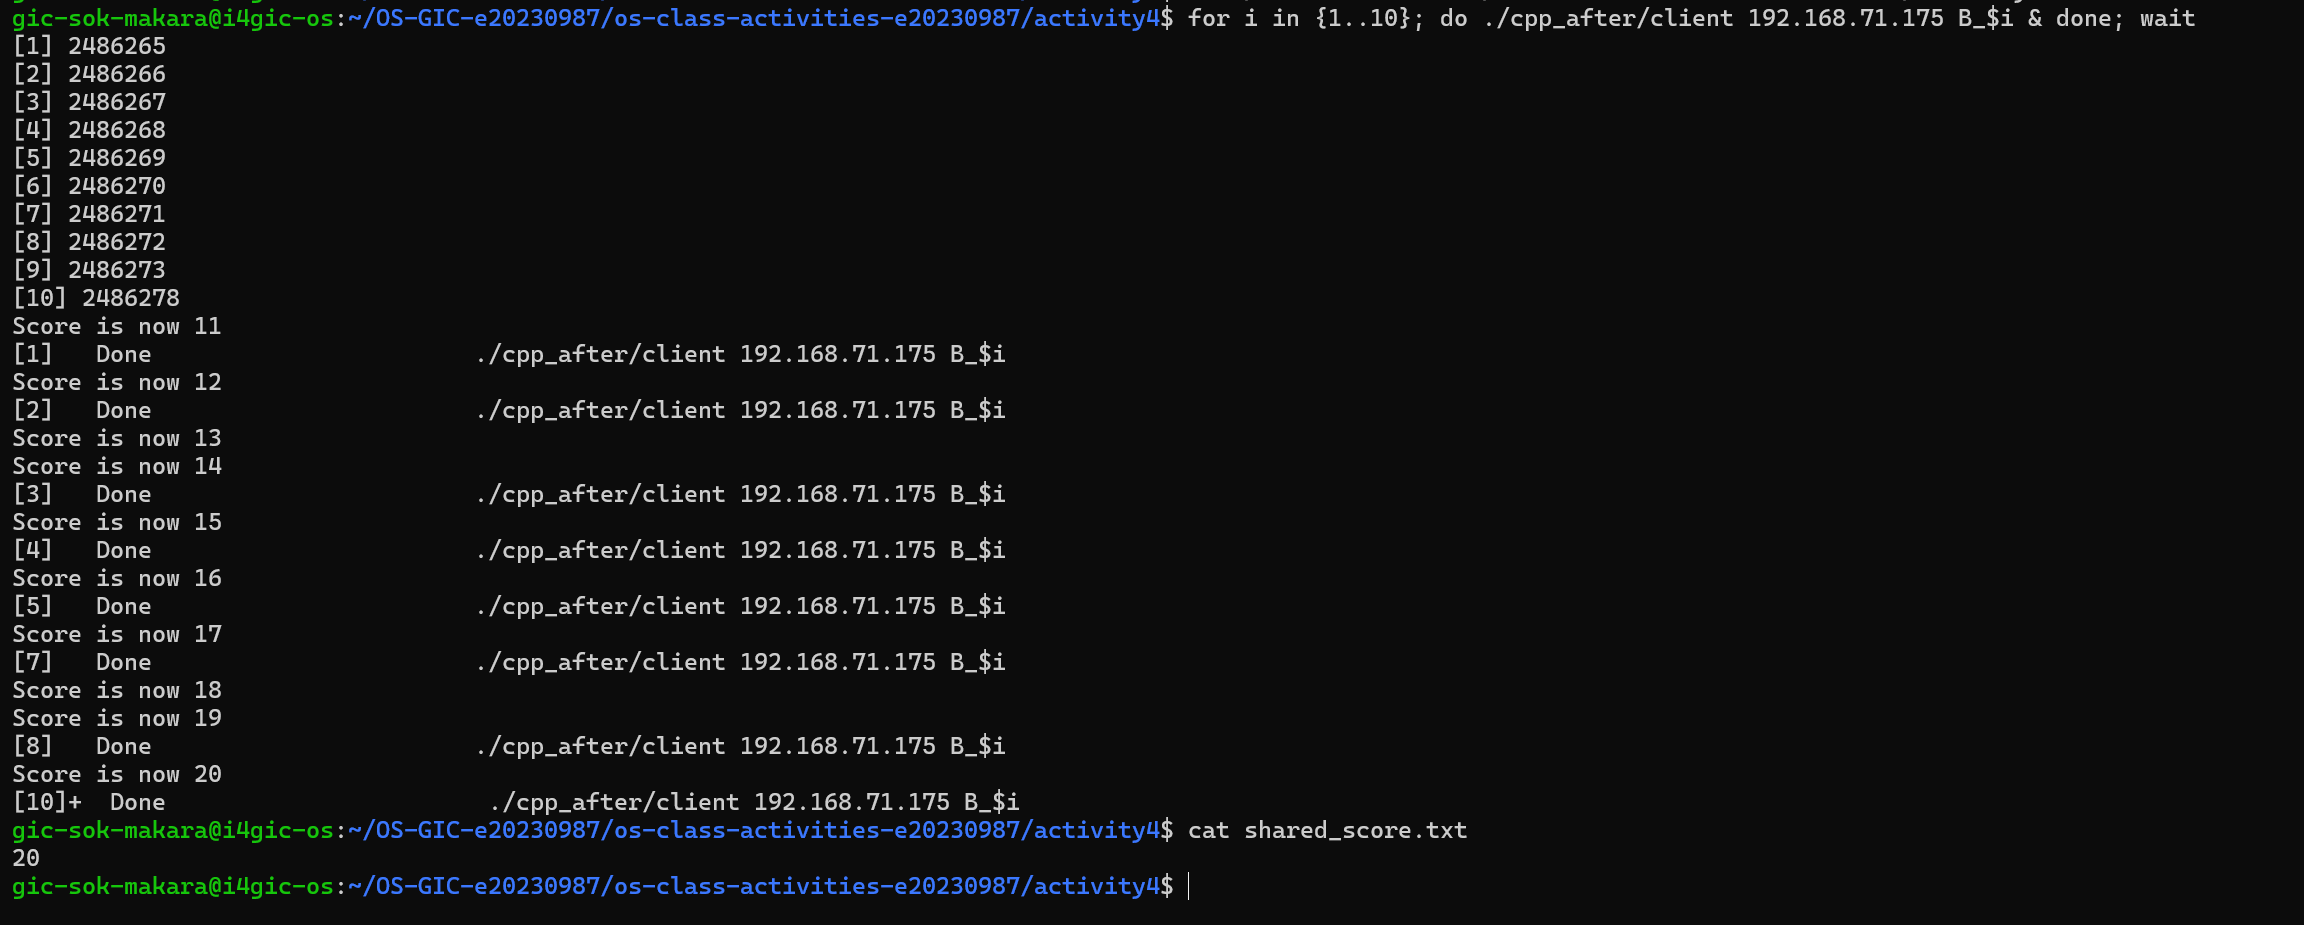 gic-sok-makara@i4gic-os:~/OS-GIC-e20230987/os-class-activities-e20230987/activity4$ for i in {1..10}; do ./cpp_after/client 192.168.71.175 B_$i & done; wait
[1] 2486265
[2] 2486266
[3] 2486267
[4] 2486268
[5] 2486269
[6] 2486270
[7] 2486271
[8] 2486272
[9] 2486273
[10] 2486278
Score is now 11
[1]   Done                       ./cpp_after/client 192.168.71.175 B_$i
Score is now 12
[2]   Done                       ./cpp_after/client 192.168.71.175 B_$i
Score is now 13
Score is now 14
[3]   Done                       ./cpp_after/client 192.168.71.175 B_$i
Score is now 15
[4]   Done                       ./cpp_after/client 192.168.71.175 B_$i
Score is now 16
[5]   Done                       ./cpp_after/client 192.168.71.175 B_$i
Score is now 17
[7]   Done                       ./cpp_after/client 192.168.71.175 B_$i
Score is now 18
Score is now 19
[8]   Done                       ./cpp_after/client 192.168.71.175 B_$i
Score is now 20
[10]+  Done                       ./cpp_after/client 192.168.71.175 B_$i
gic-sok-makara@i4gic-os:~/OS-GIC-e20230987/os-class-activities-e20230987/activity4$ cat shared_score.txt
20
gic-sok-makara@i4gic-os:~/OS-GIC-e20230987/os-class-activities-e20230987/activity4$